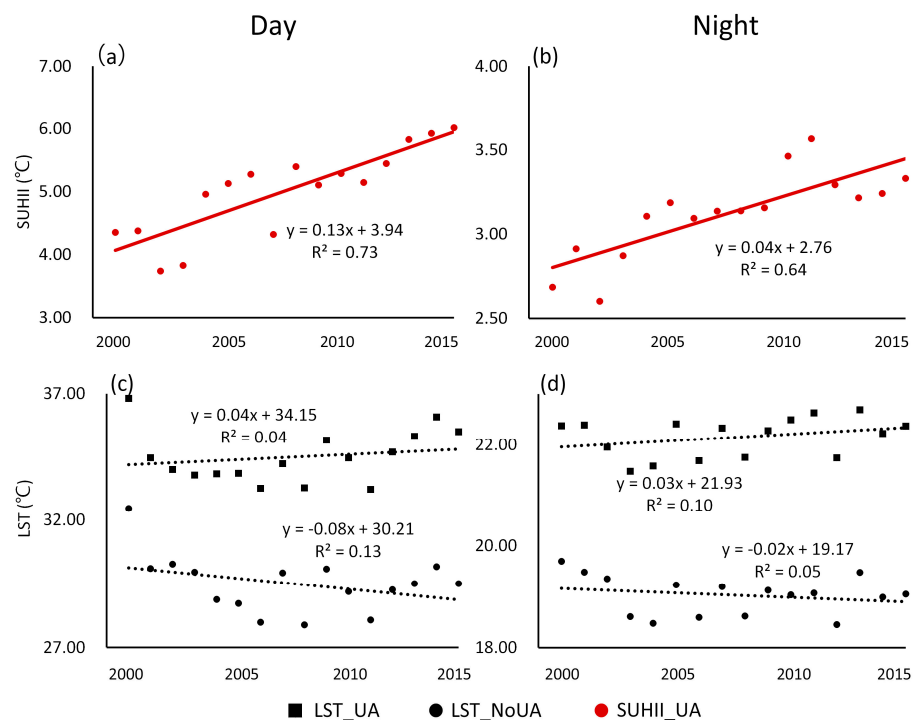 Day
Night
(a)
7.00
6.00
5.00
4.00
3.00
SUHII (℃)
y = 0.13x + 3.94
R² = 0.73
2000
2005
2010
2015
(b)
4.00
3.50
3.00
2.50
y = 0.04x + 2.76
R² = 0.64
2000
2005
2010
2015
(c)
37.00
32.00
27.00
LST (℃)
y = 0.04x + 34.15
R² = 0.04
y = -0.08x + 30.21
R² = 0.13
2000
2005
2010
2015
(d)
22.00
20.00
18.00
y = 0.03x + 21.93
R² = 0.10
y = -0.02x + 19.17
R² = 0.05
2000
2005
2010
2015
LST_UA
LST_NoUA
SUHII_UA